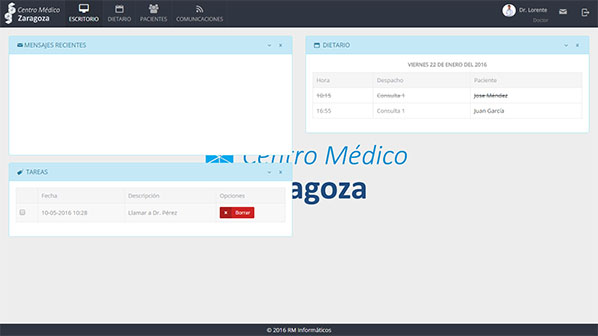 Centro Médico
Zaragoza
ESCRITORIO
DIETARIO
PACIENTES
COMUNICACIONES
Dr. Lorente
Doctor
MENSAJES RECIENTES
DIETARIO
VIERNES 22 DE ENERO DEL 2016
Hora Despacho Paciente
10:15 Consulta 1 Jose Méndez
16:55 Consulta 1 Juan García
Centro Médico
agoza
TAREAS
Fecha Descripción Opciones
10-05-2016 10:28 Llamar a Dr. Pérez Borrar
© 2016 RM Informáticos